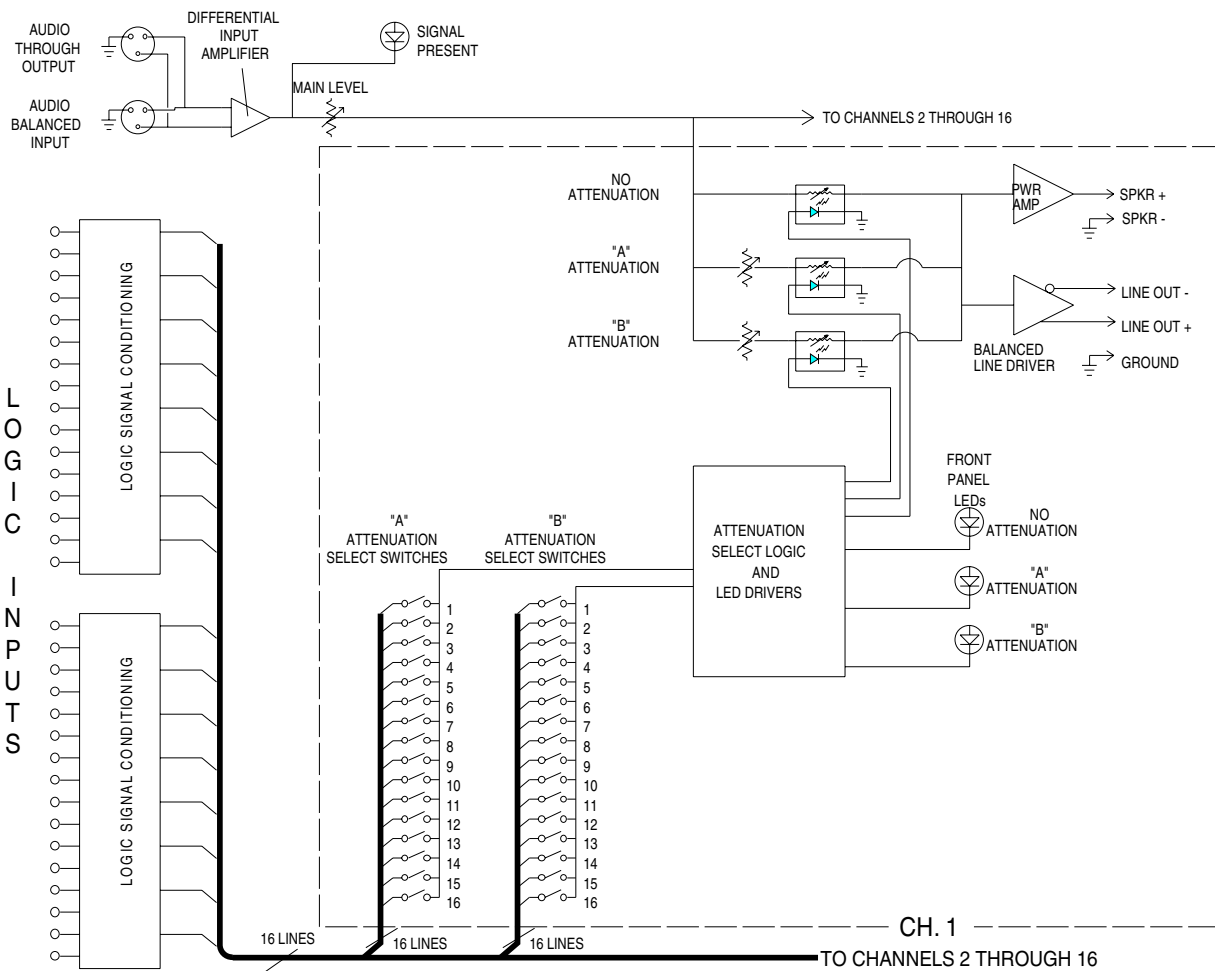 AUDIO
THROUGH
OUTPUT
DIFFERENTIAL
INPUT
AMPLIFIER
SIGNAL
PRESENT
MAIN LEVEL
AUDIO
BALANCED
INPUT
TO CHANNELS 2 THROUGH 16
NO
ATTENUATION
PWR
AMP
SPKR +
SPKR -
"A"
ATTENUATION
"B"
ATTENUATION
LINE OUT -
LINE OUT +
BALANCED
LINE DRIVER
GROUND
LOGIC INPUTS
LOGIC SIGNAL CONDITIONING
LOGIC SIGNAL CONDITIONING
"A"
ATTENUATION
SELECT SWITCHES
"B"
ATTENUATION
SELECT SWITCHES
ATTENUATION
SELECT LOGIC
AND
LED DRIVERS
FRONT
PANEL
LEDs
NO
ATTENUATION
"A"
ATTENUATION
"B"
ATTENUATION
1
2
3
4
5
6
7
8
9
10
11
12
13
14
15
16
1
2
3
4
5
6
7
8
9
10
11
12
13
14
15
16
16 LINES
16 LINES
16 LINES
CH. 1
TO CHANNELS 2 THROUGH 16